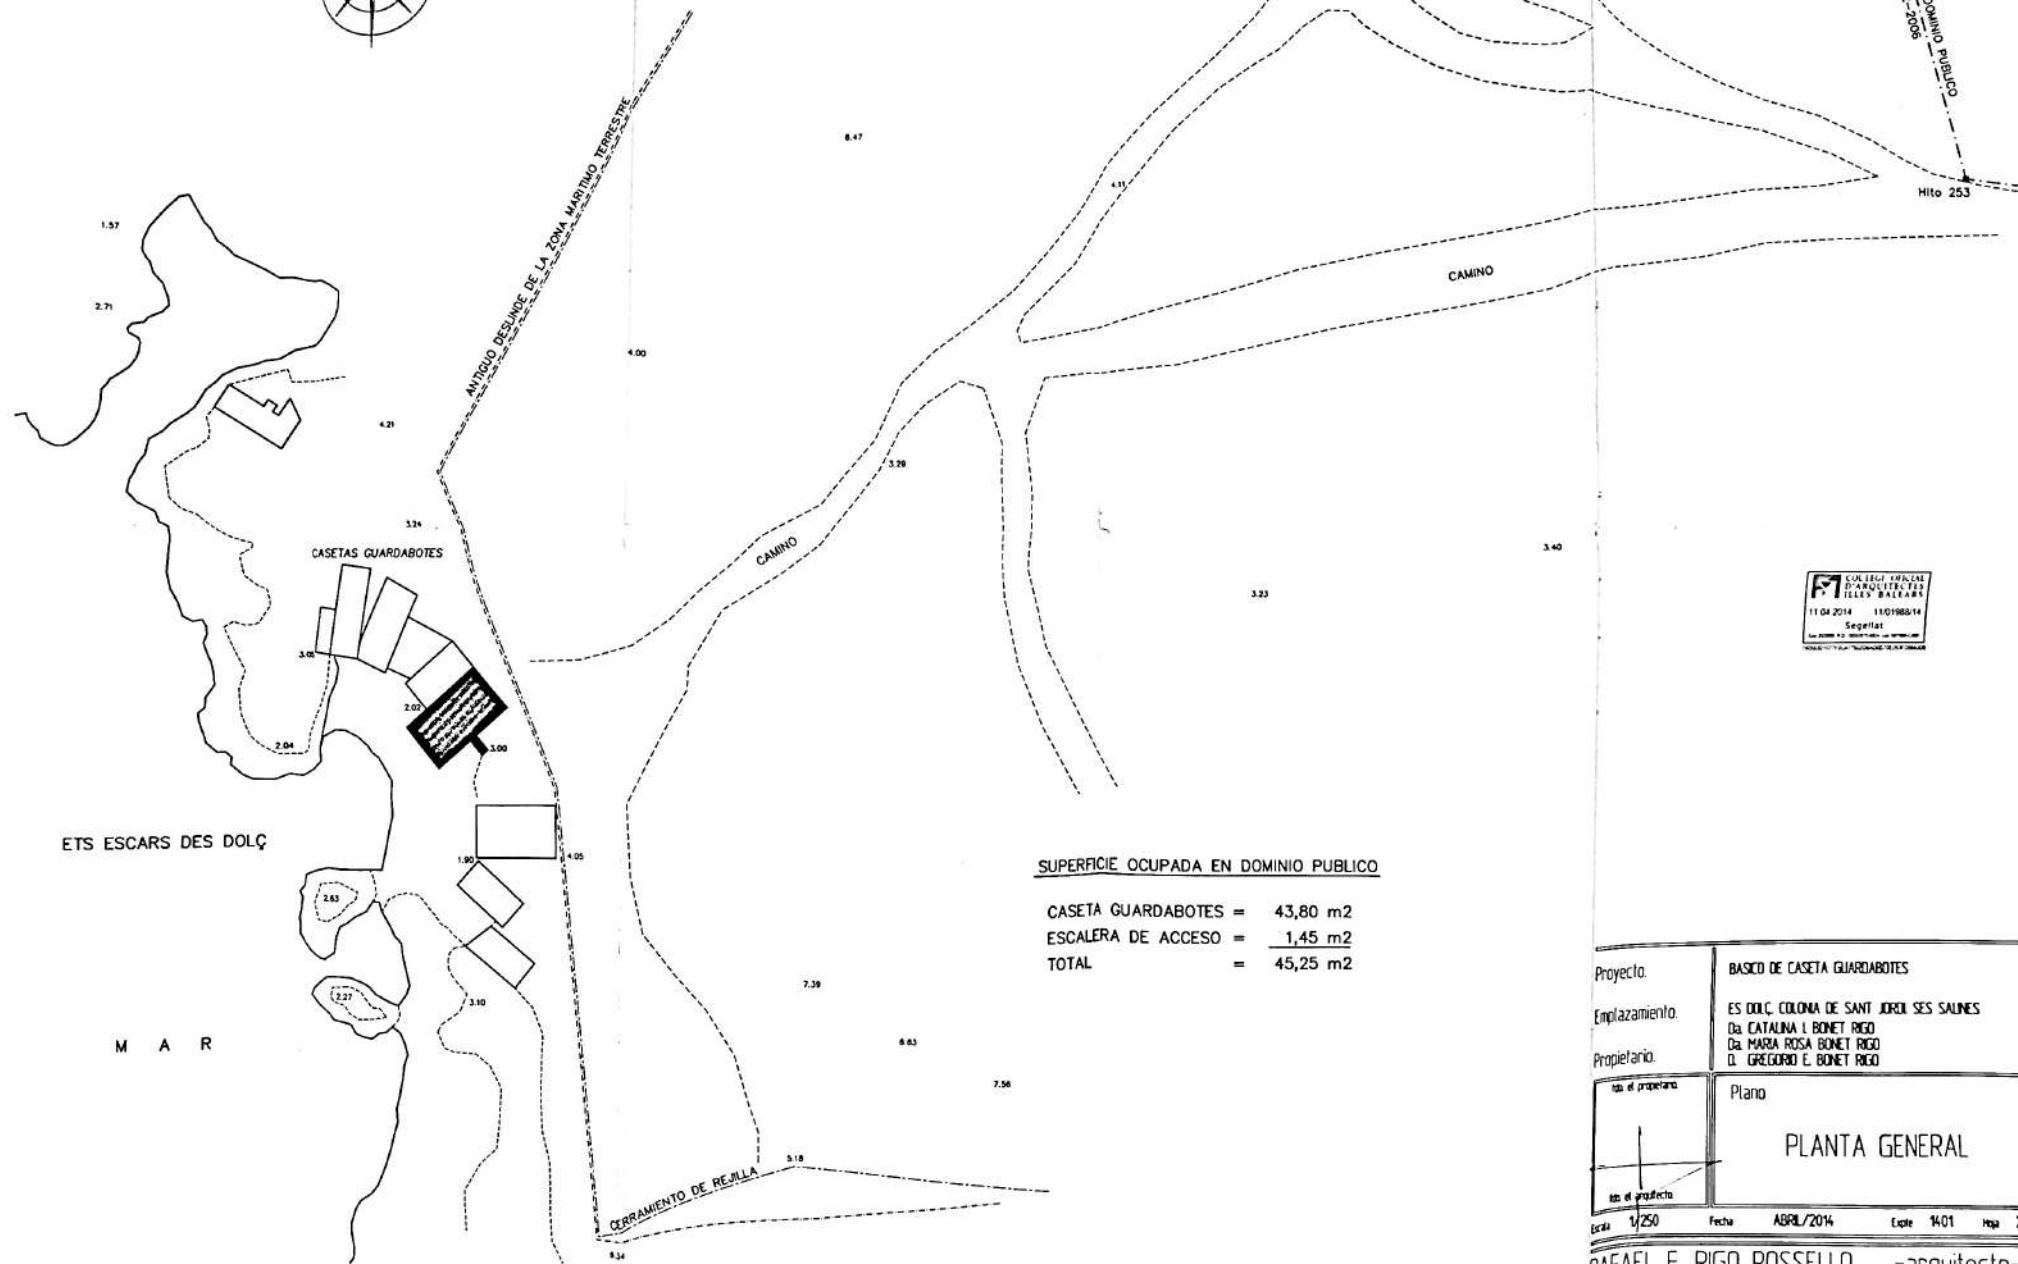 DOMINIO PUBLICO
-2006
Hito 253
ANTIGUO DESLINDE DE LA ZONA MARITIMO TERRESTRE
6.47
4.11
1.57
2.71
4.00
CAMINO
4.21
3.29
3.24
CASETAS GUARDABOTES
CAMINO
3.40
3.23
COL·LEGI OFICIAL
D'ARQUITECTES
ILLES BALEARS
11.04.2014 11/01988/14
Segellat
3.05
2.02
2.04
3.00
ETS ESCARS DES DOLÇ
1.90
4.05
2.63
SUPERFICIE OCUPADA EN DOMINIO PUBLICO
CASETA GUARDABOTES = 43,80 m2
ESCALERA DE ACCESO = 1,45 m2
TOTAL = 45,25 m2
2.27
3.10
7.39
M A R
6.63
7.56
5.18
CERRAMIENTO DE REJILLA
Proyecto. BASICO DE CASETA GUARDABOTES
Emplazamiento. ES DOLÇ. COLONIA DE SANT JORDI. SES SALINES
Da. CATALINA I. BONET RIGO
Da. MARIA ROSA BONET RIGO
Propietario. D. GREGORIO E. BONET RIGO
fdo. el propietario.
Plano
PLANTA GENERAL
fdo. el arquitecto.
Escala 1/250 Fecha ABRIL/2014 Expte 1401 Hoja
RAFAEL E. RIGO ROSSELLO -arquitecto-